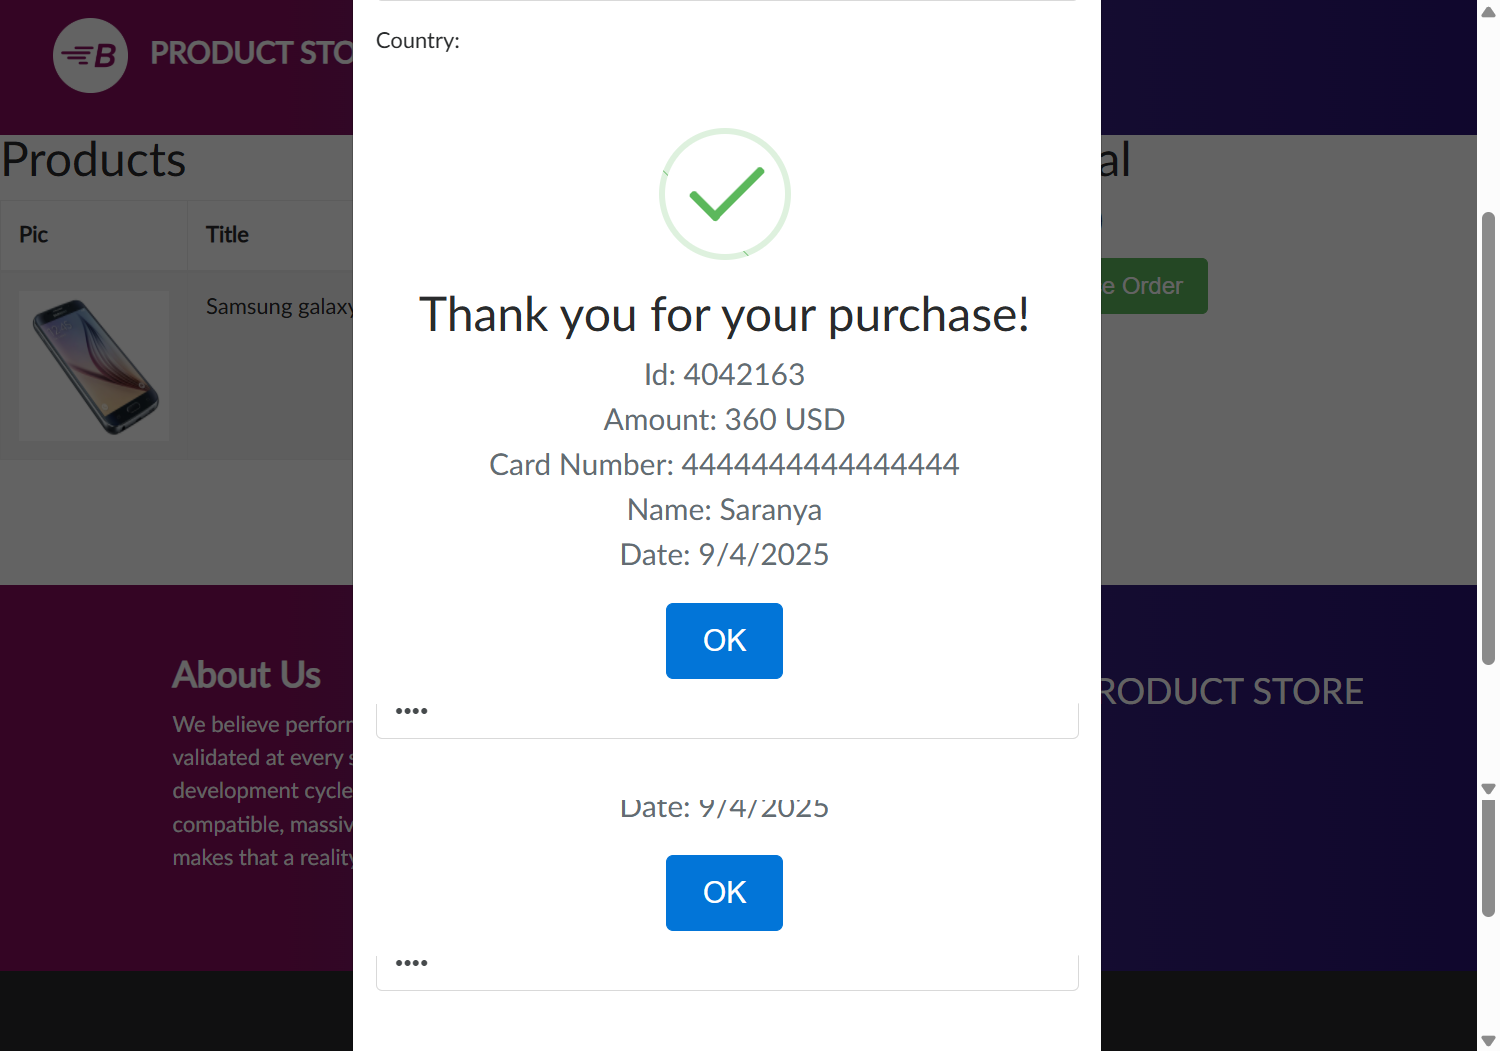 B PRODUCT STO
Country:
Products
al
Pic
Title
e Order
Samsung galaxy
Thank you for your purchase!
Id: 4042163
Amount: 360 USD
Card Number: 4444444444444444
Name: Saranya
Date: 9/4/2025
OK
About Us
RODUCT STORE
We believe perforr
validated at every s
development cycle
compatible, massiv
makes that a reality
••••
Date: 9/4/2025
OK
••••